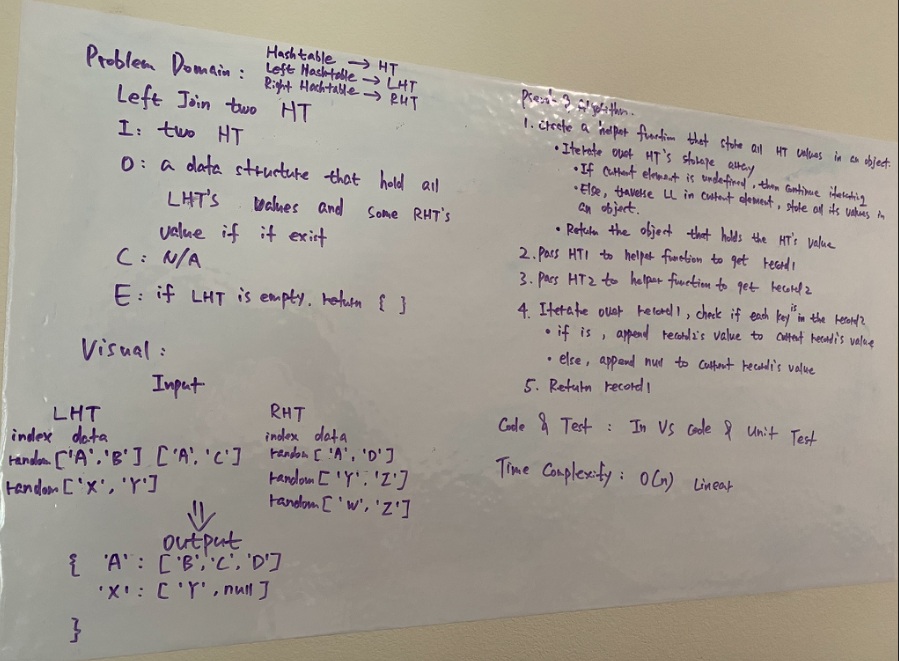 Problem Domain :
Hashtable → HT
Left Hashtable → LHT
Right Hashtable → RHT
Left Join two HT
I : two HT
O : a data structure that hold all
LHT's values and some RHT's
value if if exist
C : N/A
E : if LHT is empty. return { }
Visual :
Input
LHT
index data
random ['A','B'] ['A','C']
random ['X','Y']
RHT
index data
random ['A','D']
random ['Y','Z']
random ['W','Z']
⇓
output
{ 'A' : ['B','C','D']
'X' : ['Y',null]
}
Pseudo & algorithm.
1. create a helper function that store all HT values in an object.
• Iterate over HT's storage array
• If current element is undefined, then continue iterating
• Else, traverse LL in current element, store all its values in
an object.
• Return the object that holds the HT's value
2. pass HT1 to helper function to get record1
3. pass HT2 to helper function to get record2
4. Iterate over record1, check if each key is in the record2
• if is, append record2's value to current record1's value
• else, append null to current record1's value
5. Return record1
Code & Test : In VS Code & Unit Test
Time Complexity : O(n) Linear